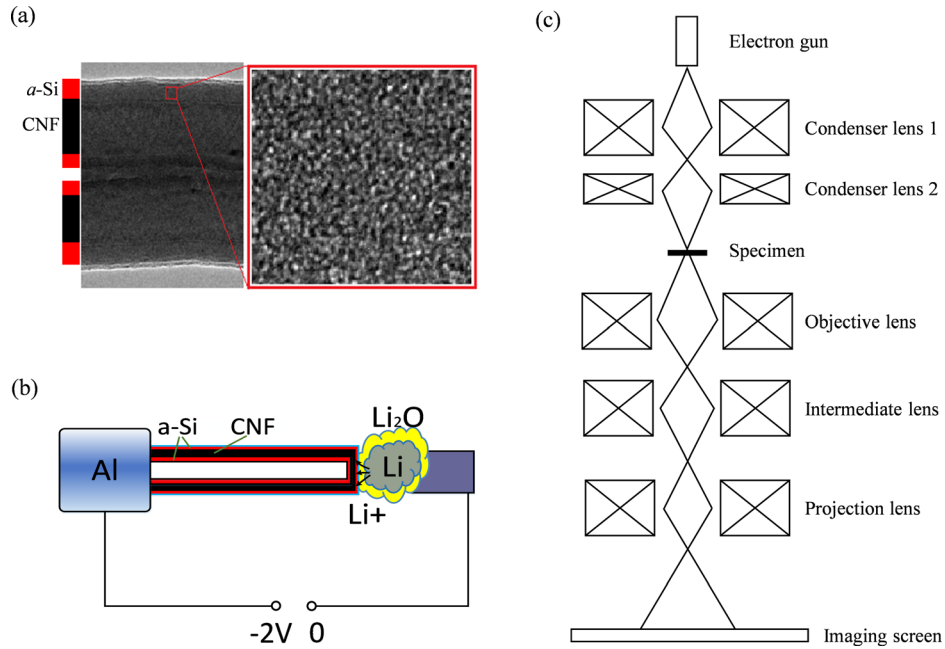 (a)
a-Si
CNF
(b)
a-Si
CNF
Li₂O
Al
Li
Li+
-2V
0
(c)
Electron gun
Condenser lens 1
Condenser lens 2
Specimen
Objective lens
Intermediate lens
Projection lens
Imaging screen